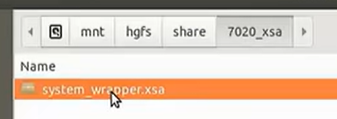 mnt hgfs share 7020_xsa
Name
system_wrapper.xsa